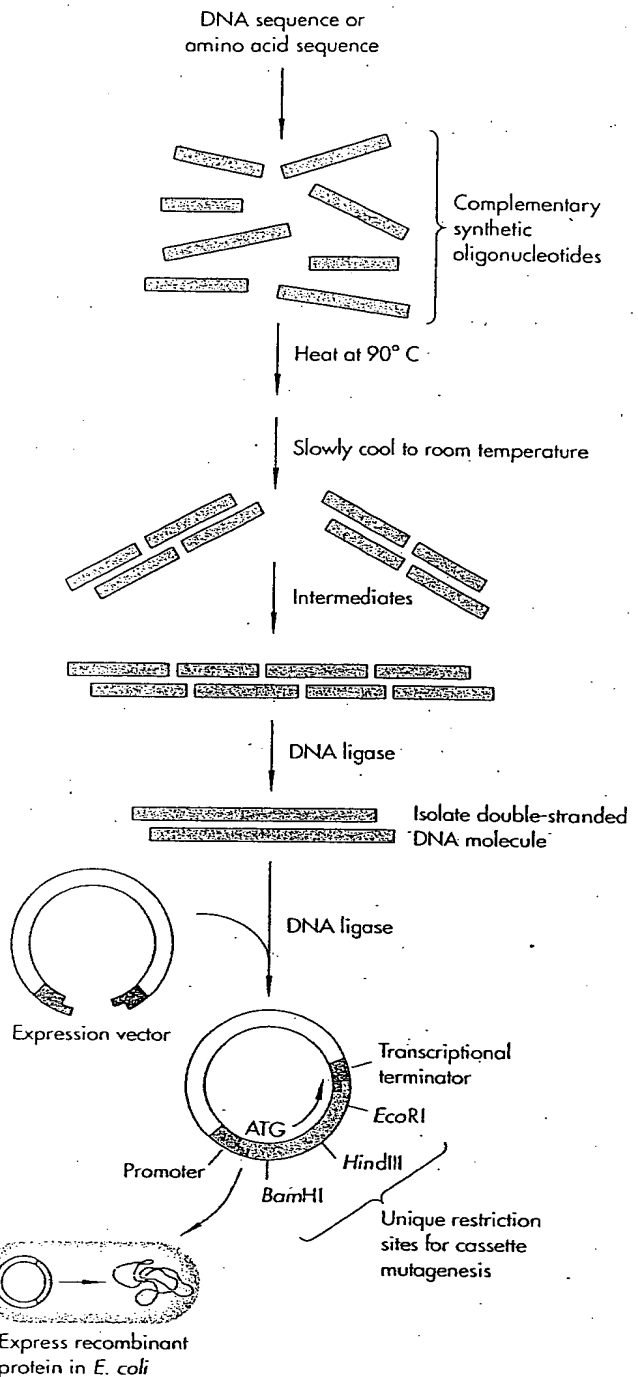 DNA sequence or
amino acid sequence
Complementary
synthetic
oligonucleotides
Heat at 90° C
Slowly cool to room temperature
Intermediates
DNA ligase
Isolate double-stranded
DNA molecule
DNA ligase
Expression vector
Transcriptional
terminator
EcoRI
ATG
HindIII
Promoter
BamHI
Unique restriction
sites for cassette
mutagenesis
Express recombinant
protein in E. coli